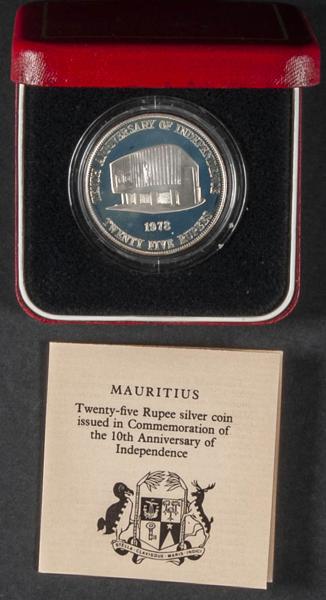 10TH ANNIVERSARY OF INDEPENDENCE
1978
TWENTY FIVE RUPEES
MAURITIUS
Twenty-five Rupee silver coin
issued in Commemoration of
the 10th Anniversary of
Independence
STELLA CLAVISQUE MARIS INDICI